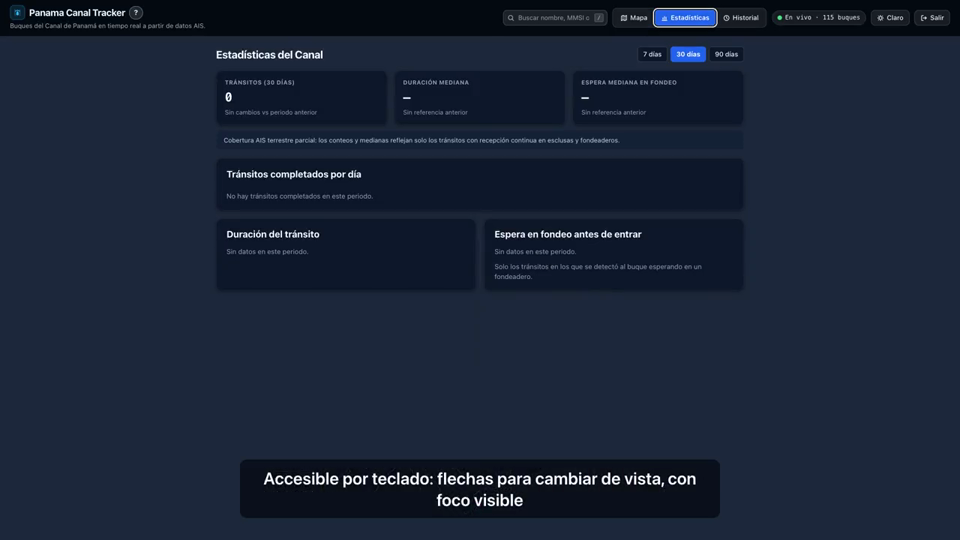 Panama Canal Tracker ?
Buques del Canal de Panamá en tiempo real a partir de datos AIS.
Buscar nombre, MMSI o /
Mapa
Estadísticas
Historial
En vivo · 115 buques
Claro
Salir
Estadísticas del Canal
7 días
30 días
90 días
TRÁNSITOS (30 DÍAS)
0
Sin cambios vs periodo anterior
DURACIÓN MEDIANA
—
Sin referencia anterior
ESPERA MEDIANA EN FONDEO
—
Sin referencia anterior
Cobertura AIS terrestre parcial: los conteos y medianas reflejan solo los tránsitos con recepción continua en esclusas y fondeaderos.
Tránsitos completados por día
No hay tránsitos completados en este periodo.
Duración del tránsito
Sin datos en este periodo.
Espera en fondeo antes de entrar
Sin datos en este periodo.
Solo los tránsitos en los que se detectó al buque esperando en un
fondeadero.
Accesible por teclado: flechas para cambiar de vista, con
foco visible